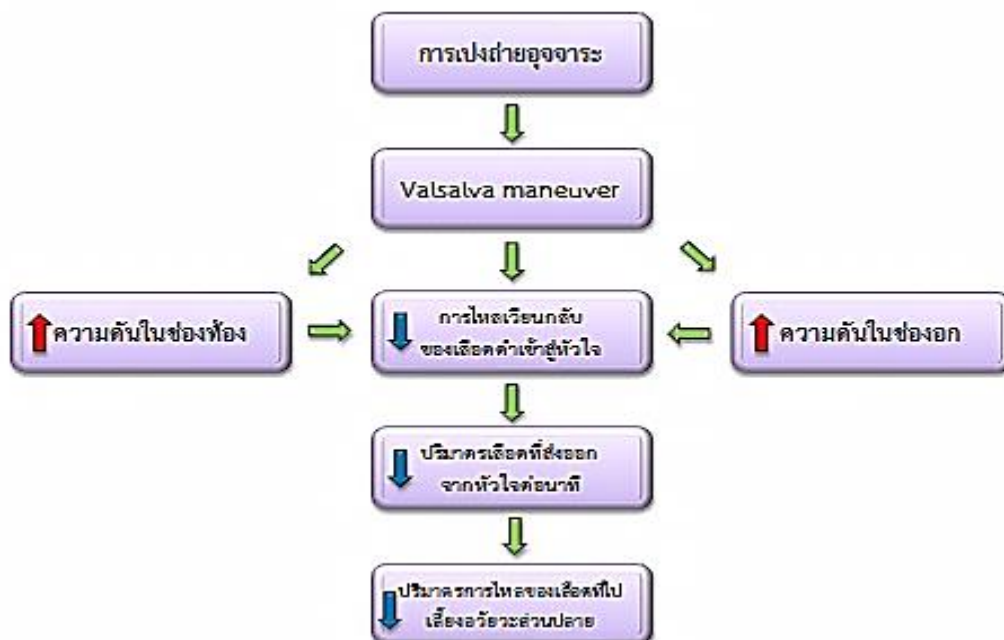 การเบ่งถ่ายอุจจาระ
Valsalva maneuver
ความดันในช่องท้อง
การไหลเวียนกลับ
ของเลือดดำเข้าสู่หัวใจ
ความดันในช่องอก
ปริมาตรเลือดที่ส่งออก
จากหัวใจต่อนาที
ปริมาตรการไหลของเลือดที่ไป
เลี้ยงอวัยวะส่วนปลาย